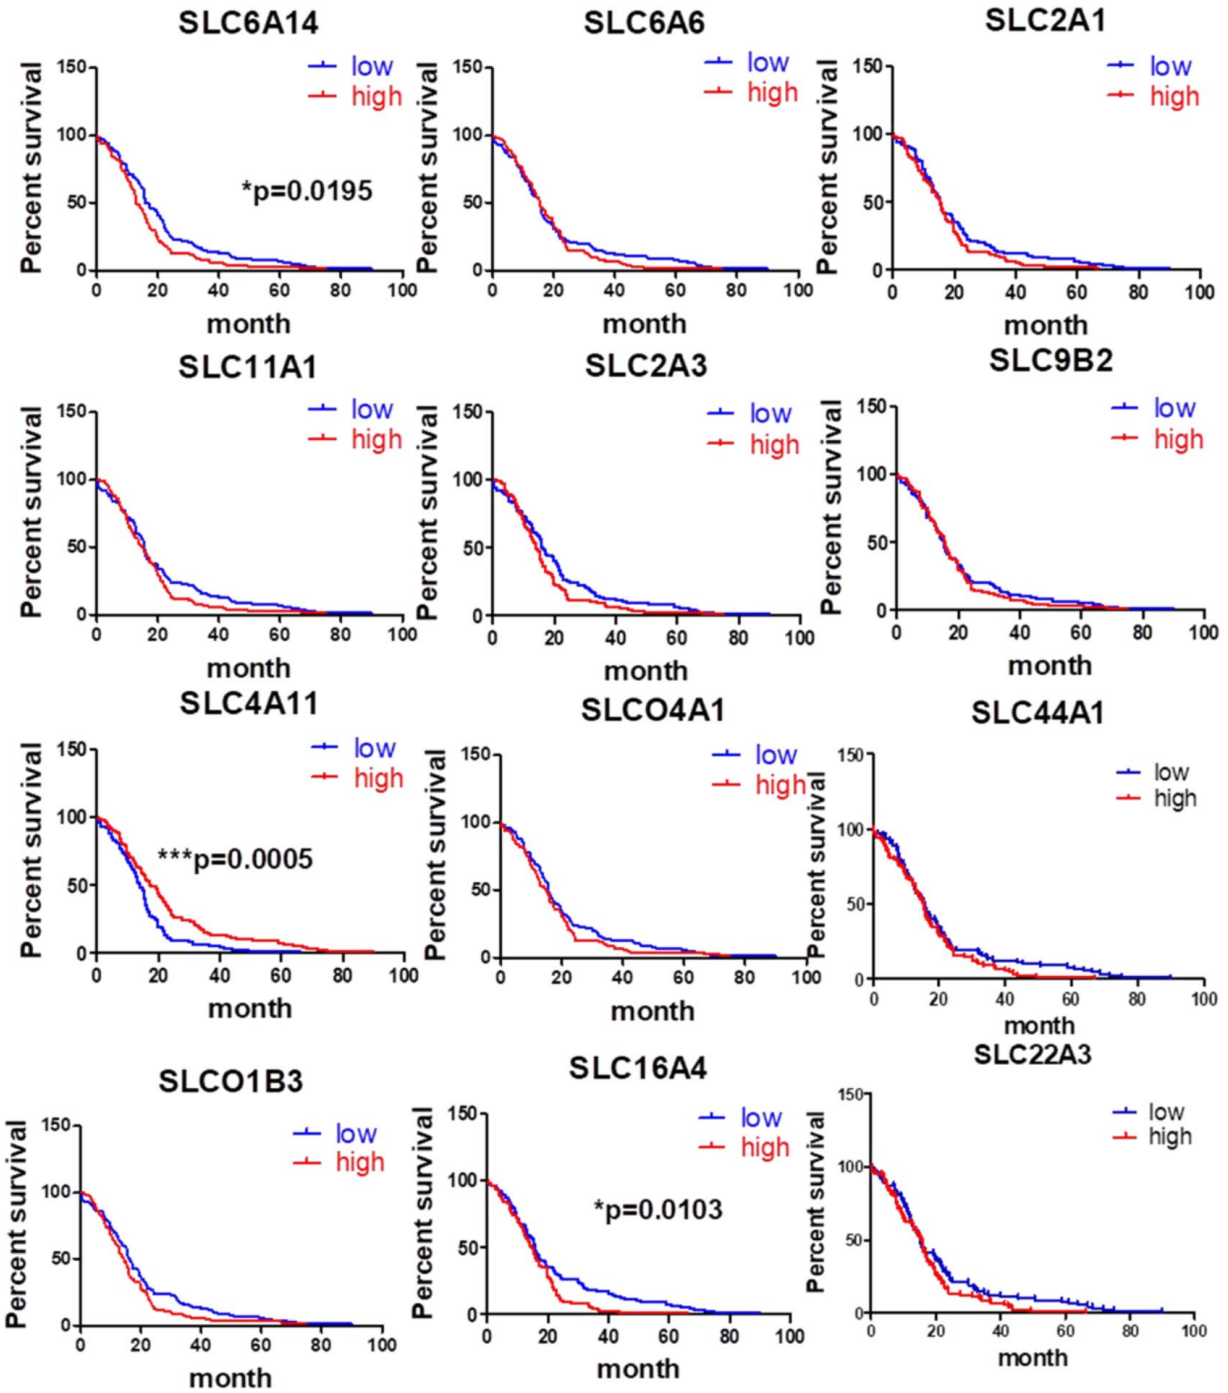 SLC6A14
Percent survival
150
100
50
0
low
high
*p=0.0195
0 20 40 60 80 100
month
SLC6A6
Percent survival
150
100
50
0
low
high
0 20 40 60 80 100
month
SLC2A1
Percent survival
150
100
50
0
low
high
0 20 40 60 80 100
month
SLC11A1
Percent survival
150
100
50
0
low
high
0 20 40 60 80 100
month
SLC2A3
Percent survival
150
100
50
0
low
high
0 20 40 60 80 100
month
SLC9B2
Percent survival
150
100
50
0
low
high
0 20 40 60 80 100
month
SLC4A11
Percent survival
150
100
50
0
low
high
***p=0.0005
0 20 40 60 80 100
month
SLCO4A1
Percent survival
150
100
50
0
low
high
0 20 40 60 80 100
month
SLC44A1
Percent survival
150
100
50
0
low
high
0 20 40 60 80 100
month
SLCO1B3
Percent survival
150
100
50
0
low
high
0 20 40 60 80 100
month
SLC16A4
Percent survival
150
100
50
0
low
high
*p=0.0103
0 20 40 60 80 100
month
SLC22A3
Percent survival
150
100
50
0
low
high
0 20 40 60 80 100
month